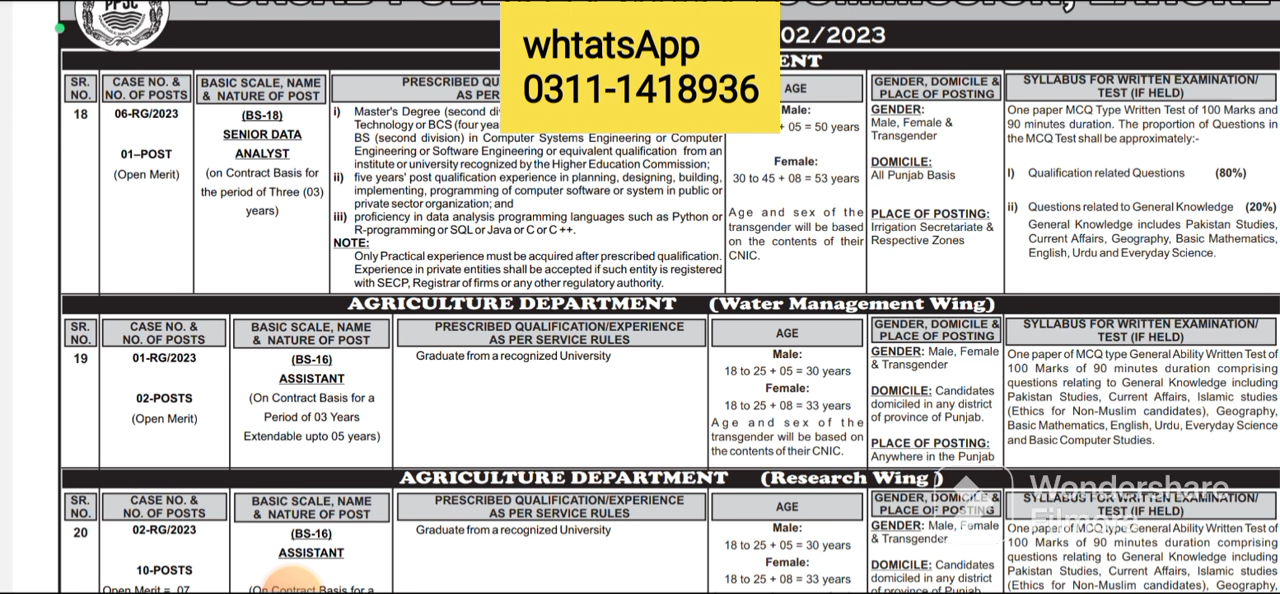 PPSC
whtatsApp
0311-1418936
02/2023
ENT
SR. NO.
CASE NO. & NO. OF POSTS
BASIC SCALE, NAME & NATURE OF POST
PRESCRIBED QU
AS PER
AGE
GENDER, DOMICILE & PLACE OF POSTING
SYLLABUS FOR WRITTEN EXAMINATION/ TEST (IF HELD)
18
06-RG/2023
01–POST
(Open Merit)
(BS-18)
SENIOR DATA
ANALYST
(on Contract Basis for
the period of Three (03)
years)
i) Master's Degree (second di
Technology or BCS (four yea
BS (second division) in Computer Systems Engineering or Computer
Engineering or Software Engineering or equivalent qualification from an
institute or university recognized by the Higher Education Commission;
ii) five years' post qualification experience in planning, designing, building,
implementing, programming of computer software or system in public or
private sector organization; and
iii) proficiency in data analysis programming languages such as Python or
R-programming or SQL or Java or C or C ++.
NOTE:
Only Practical experience must be acquired after prescribed qualification.
Experience in private entities shall be accepted if such entity is registered
with SECP, Registrar of firms or any other regulatory authority.
Male:
+ 05 = 50 years
Female:
30 to 45 + 08 = 53 years
Age and sex of the
transgender will be based
on the contents of their
CNIC.
GENDER:
Male, Female &
Transgender
DOMICILE:
All Punjab Basis
PLACE OF POSTING:
Irrigation Secretariate &
Respective Zones
One paper MCQ Type Written Test of 100 Marks and
90 minutes duration. The proportion of Questions in
the MCQ Test shall be approximately:-
I) Qualification related Questions (80%)
ii) Questions related to General Knowledge (20%)
General Knowledge includes Pakistan Studies,
Current Affairs, Geography, Basic Mathematics,
English, Urdu and Everyday Science.
AGRICULTURE DEPARTMENT (Water Management Wing)
SR. NO.
CASE NO. & NO. OF POSTS
BASIC SCALE, NAME & NATURE OF POST
PRESCRIBED QUALIFICATION/EXPERIENCE
AS PER SERVICE RULES
AGE
GENDER, DOMICILE & PLACE OF POSTING
SYLLABUS FOR WRITTEN EXAMINATION/ TEST (IF HELD)
19
01-RG/2023
02-POSTS
(Open Merit)
(BS-16)
ASSISTANT
(On Contract Basis for a
Period of 03 Years
Extendable upto 05 years)
Graduate from a recognized University
Male:
18 to 25 + 05 = 30 years
Female:
18 to 25 + 08 = 33 years
Age and sex of the
transgender will be based on
the contents of their CNIC.
GENDER: Male, Female
& Transgender
DOMICILE: Candidates
domiciled in any district
of province of Punjab.
PLACE OF POSTING:
Anywhere in the Punjab
One paper of MCQ type General Ability Written Test of
100 Marks of 90 minutes duration comprising
questions relating to General Knowledge including
Pakistan Studies, Current Affairs, Islamic studies
(Ethics for Non-Muslim candidates), Geography,
Basic Mathematics, English, Urdu, Everyday Science
and Basic Computer Studies.
AGRICULTURE DEPARTMENT (Research Wing )
SR. NO.
CASE NO. & NO. OF POSTS
BASIC SCALE, NAME & NATURE OF POST
PRESCRIBED QUALIFICATION/EXPERIENCE
AS PER SERVICE RULES
AGE
GENDER, DOMICILE & PLACE OF POSTING
SYLLABUS FOR WRITTEN EXAMINATION/ TEST (IF HELD)
Wondershare
Filmora
20
02-RG/2023
10-POSTS
Open Merit = 07
(BS-16)
ASSISTANT
(On Contract Basis for a
Graduate from a recognized University
Male:
18 to 25 + 05 = 30 years
Female:
18 to 25 + 08 = 33 years
GENDER: Male, Female
& Transgender
DOMICILE: Candidates
domiciled in any district
of province of Punjab
One paper of MCQ type General Ability Written Test of
100 Marks of 90 minutes duration comprising
questions relating to General Knowledge including
Pakistan Studies, Current Affairs, Islamic studies
(Ethics for Non-Muslim candidates), Geography,